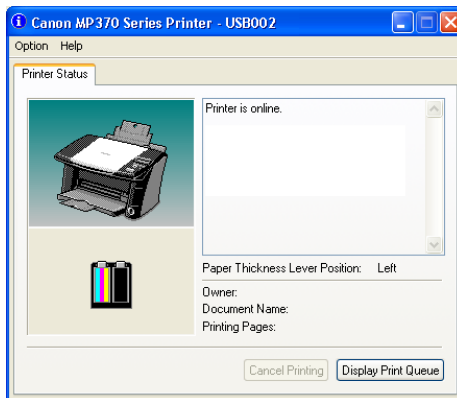 Canon MP370 Series Printer - USB002
Option Help
Printer Status
Printer is online.
Paper Thickness Lever Position: Left
Owner:
Document Name:
Printing Pages:
Cancel Printing Display Print Queue